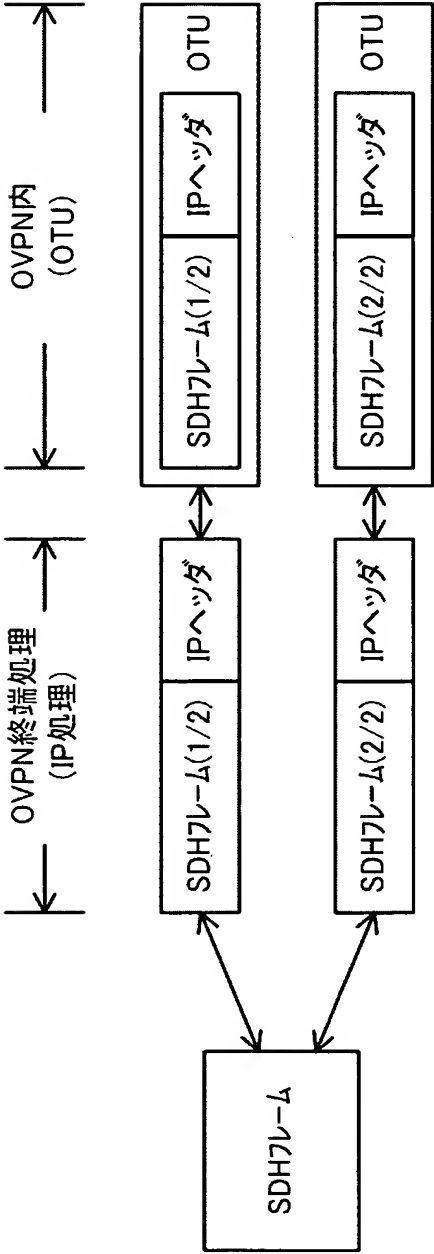 OVPN終端処理
(IP処理)
OVPN内
(OTU)
SDHフレーム
SDHフレーム(1/2)
IPヘッダ
SDHフレーム(1/2)
IPヘッダ
OTU
SDHフレーム(2/2)
IPヘッダ
SDHフレーム(2/2)
IPヘッダ
OTU